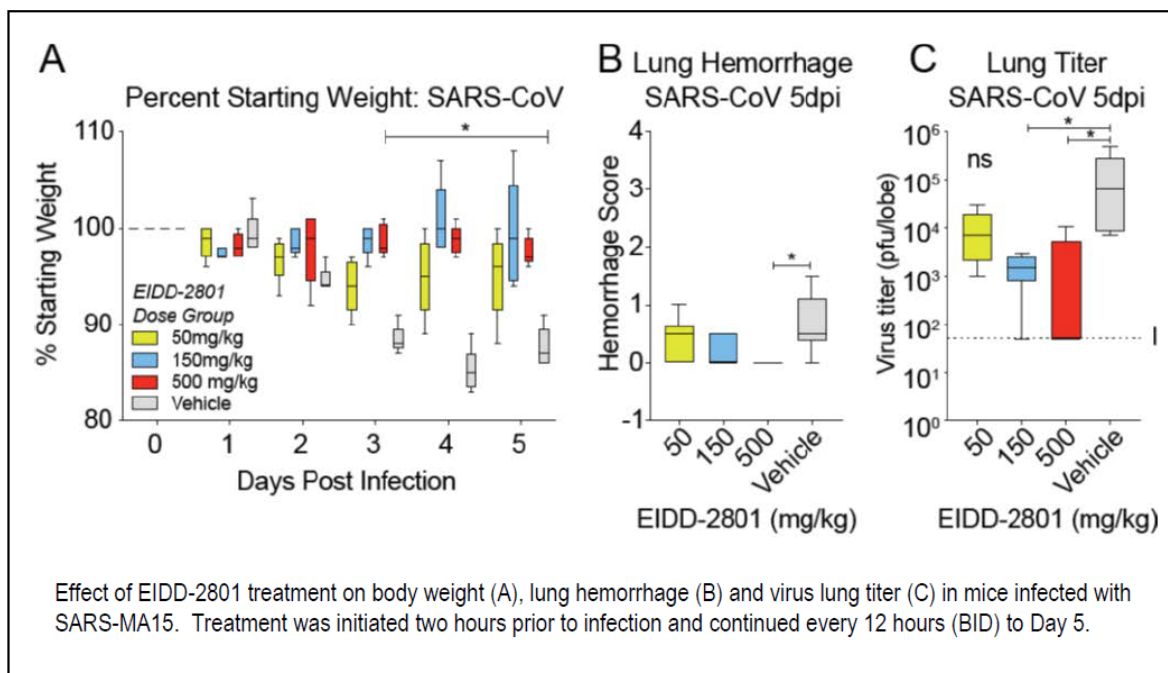 A
Percent Starting Weight: SARS-CoV
110
100
90
80
% Starting Weight
*
EIDD-2801
Dose Group
50mg/kg
150mg/kg
500 mg/kg
Vehicle
0 1 2 3 4 5
Days Post Infection
B Lung Hemorrhage
SARS-CoV 5dpi
4
3
2
1
0
-1
Hemorrhage Score
*
50 150 500 Vehicle
EIDD-2801 (mg/kg)
C Lung Titer
SARS-CoV 5dpi
10⁶
10⁵
10⁴
10³
10²
10¹
10⁰
Virus titer (pfu/lobe)
ns
*
*
l
50 150 500 Vehicle
EIDD-2801 (mg/kg)
Effect of EIDD-2801 treatment on body weight (A), lung hemorrhage (B) and virus lung titer (C) in mice infected with
SARS-MA15. Treatment was initiated two hours prior to infection and continued every 12 hours (BID) to Day 5.